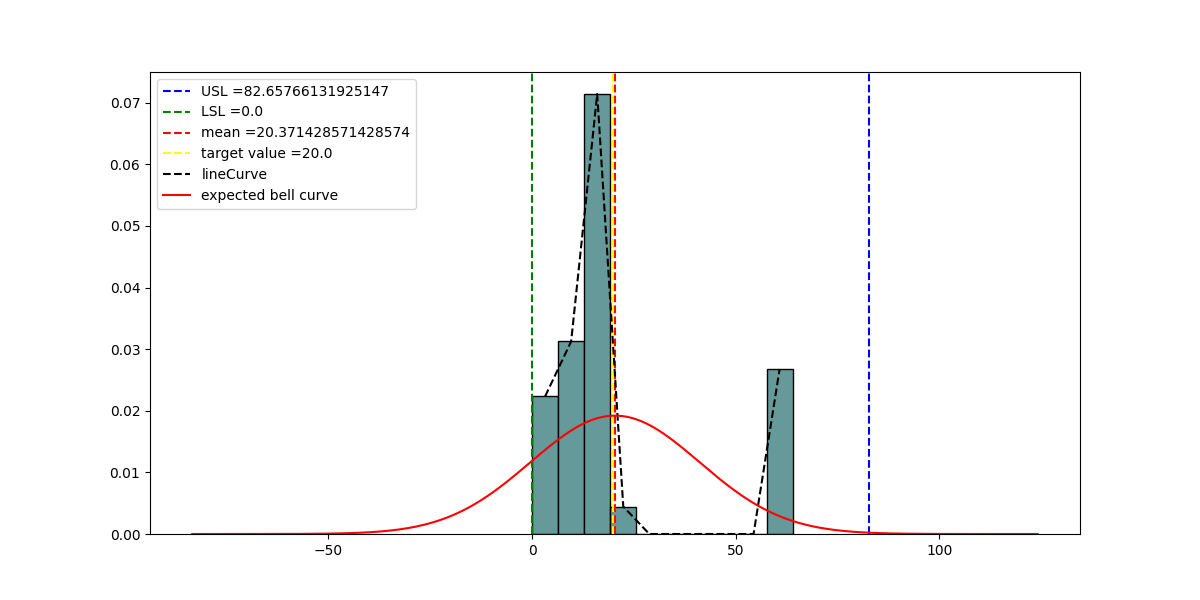 USL =82.65766131925147
LSL =0.0
mean =20.371428571428574
target value =20.0
lineCurve
expected bell curve
0.07
0.06
0.05
0.04
0.03
0.02
0.01
0.00
−50 0 50 100